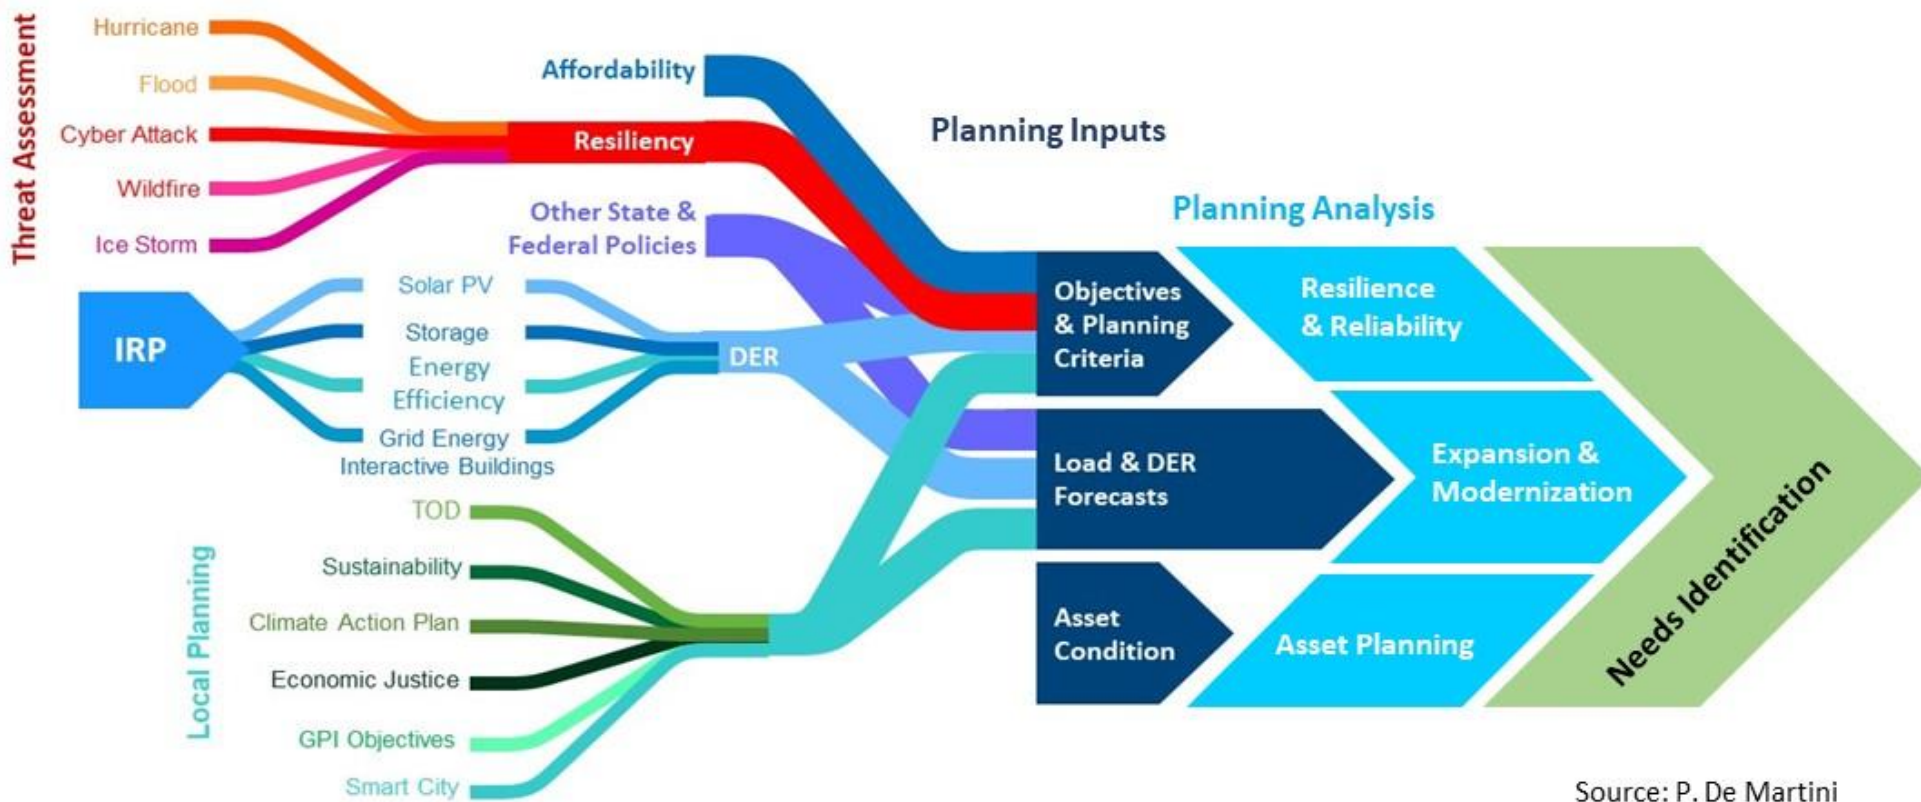 Threat Assessment
Hurricane
Flood
Cyber Attack
Wildfire
Ice Storm
Affordability
Resiliency
Other State &
Federal Policies
IRP
Solar PV
Storage
Energy
Efficiency
Grid Energy
Interactive Buildings
DER
Local Planning
TOD
Sustainability
Climate Action Plan
Economic Justice
GPI Objectives
Smart City
Planning Inputs
Objectives
& Planning
Criteria
Load & DER
Forecasts
Asset
Condition
Planning Analysis
Resilience
& Reliability
Expansion &
Modernization
Asset Planning
Needs Identification
Source: P. De Martini